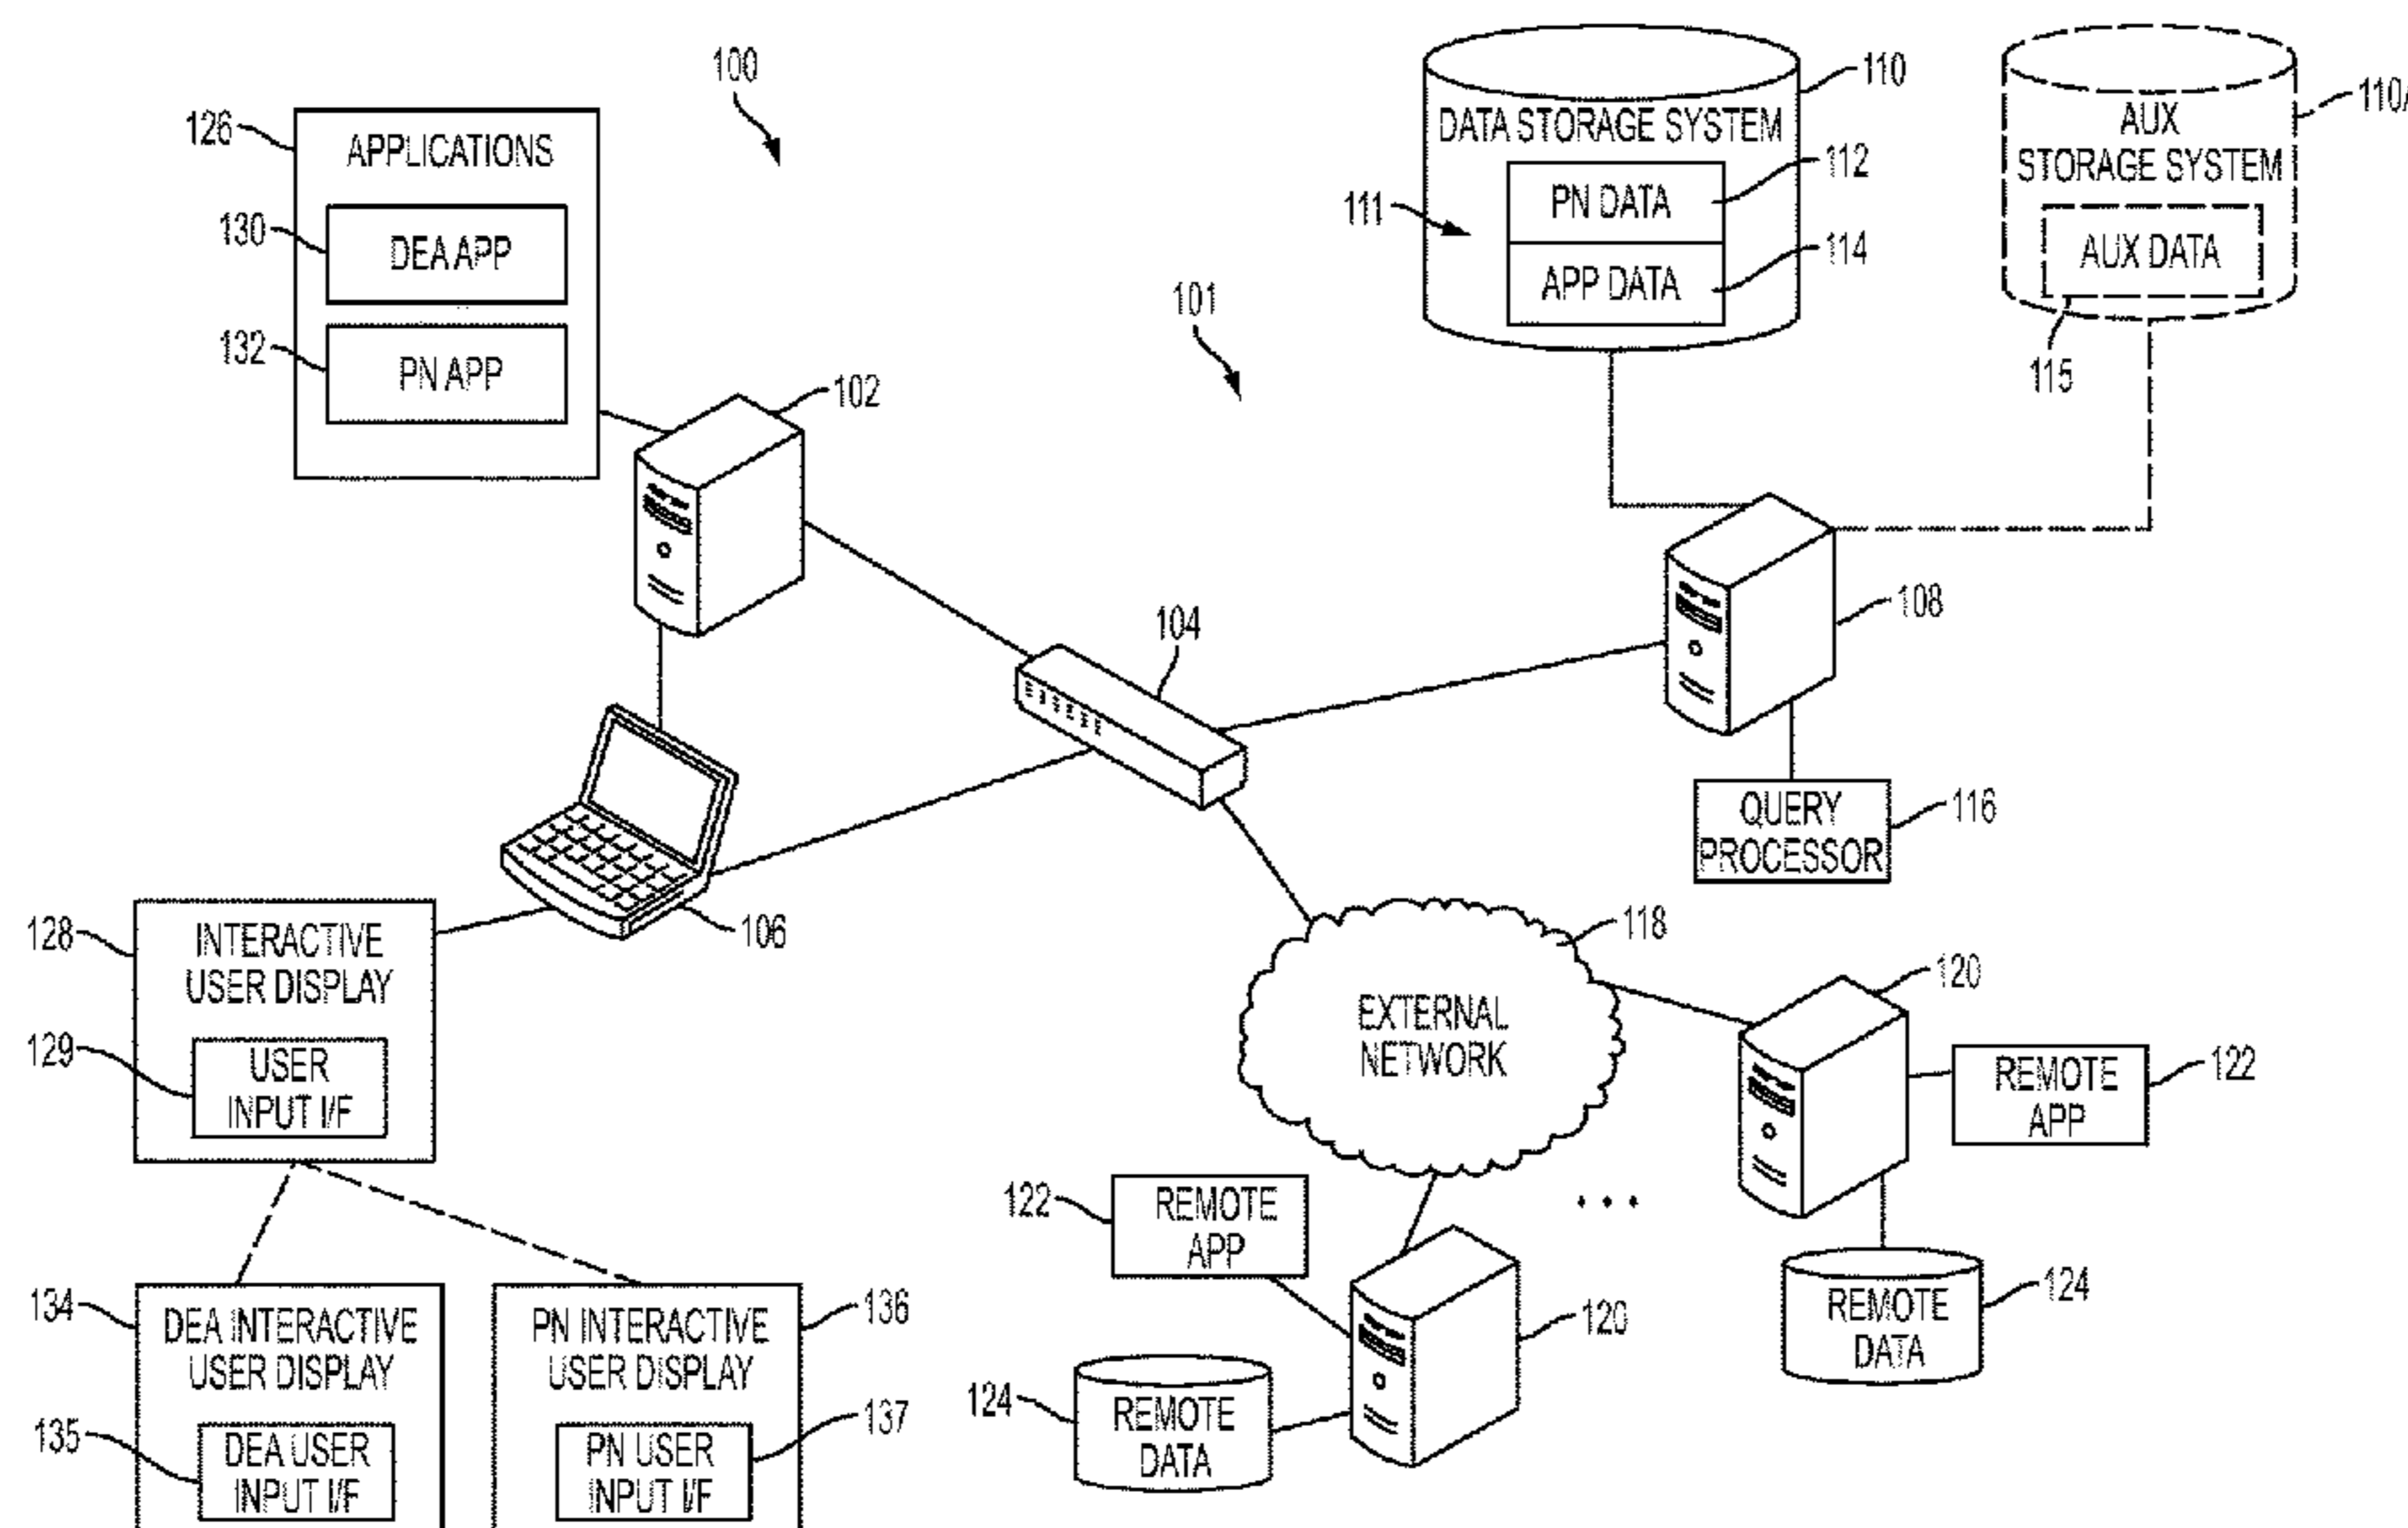 100
126
APPLICATIONS
130
DEA APP
132
PN APP
102
110
DATA STORAGE SYSTEM
111
PN DATA
112
APP DATA
114
110A
AUX
STORAGE SYSTEM
AUX DATA
115
101
104
108
QUERY
PROCESSOR
116
106
128
INTERACTIVE
USER DISPLAY
129
USER
INPUT I/F
118
EXTERNAL
NETWORK
120
REMOTE
APP
122
REMOTE
DATA
124
122
REMOTE
APP
120
124
REMOTE
DATA
...
134
DEA INTERACTIVE
USER DISPLAY
135
DEA USER
INPUT I/F
136
PN INTERACTIVE
USER DISPLAY
137
PN USER
INPUT I/F